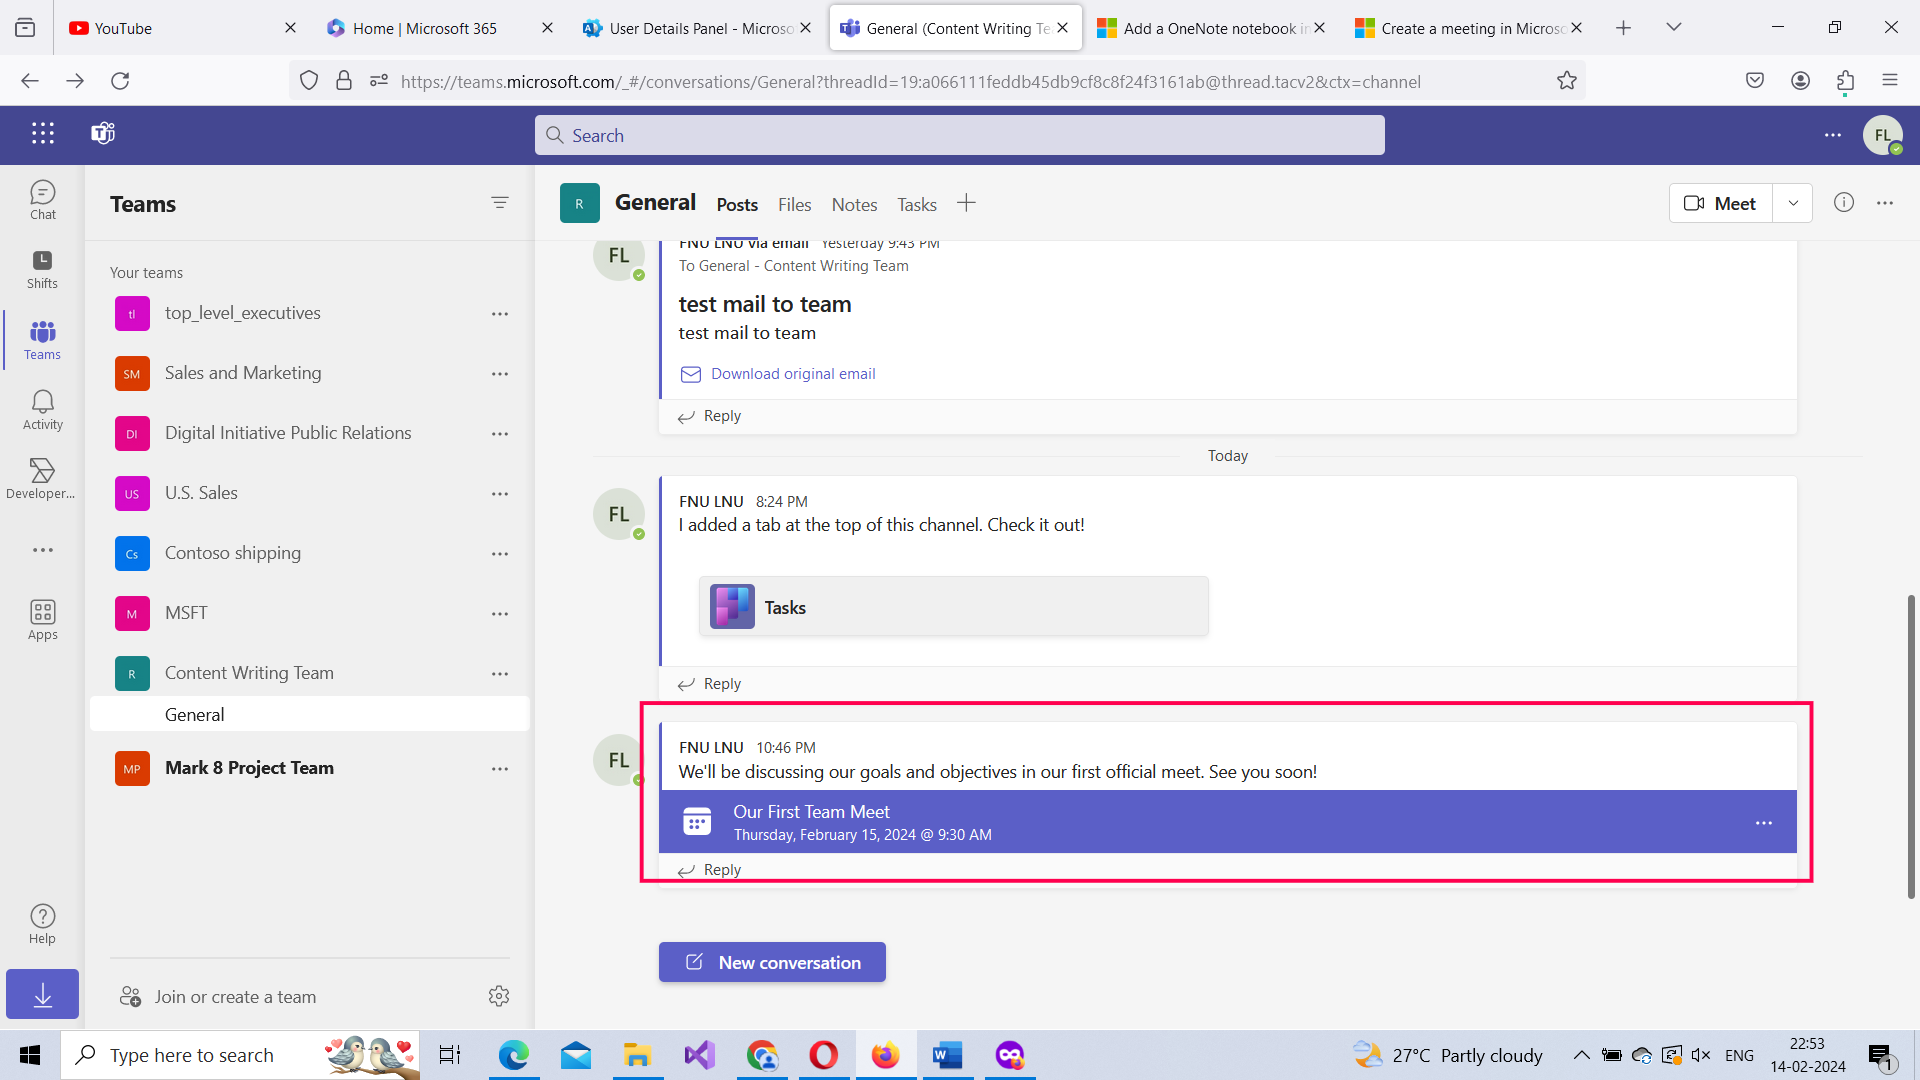 YouTube
Home | Microsoft 365
User Details Panel - Microso
General (Content Writing Te
Add a OneNote notebook in
Create a meeting in Microso
https://teams.microsoft.com/_#/conversations/General?threadId=19:a066111feddb45db9cf8c8f24f3161ab@thread.tacv2&ctx=channel
Search
FL
Chat
Shifts
Teams
Activity
Developer...
Apps
Help
Teams
Your teams
tl top_level_executives
SM Sales and Marketing
DI Digital Initiative Public Relations
US U.S. Sales
Cs Contoso shipping
M MSFT
R Content Writing Team
General
MP Mark 8 Project Team
Join or create a team
R General Posts Files Notes Tasks
Meet
FL
FNU LNU via email Yesterday 9:43 PM
To General - Content Writing Team
test mail to team
test mail to team
Download original email
Reply
Today
FL
FNU LNU 8:24 PM
I added a tab at the top of this channel. Check it out!
Tasks
Reply
FL
FNU LNU 10:46 PM
We'll be discussing our goals and objectives in our first official meet. See you soon!
Our First Team Meet
Thursday, February 15, 2024 @ 9:30 AM
Reply
New conversation
Type here to search
27°C Partly cloudy
ENG
22:53
14-02-2024
1